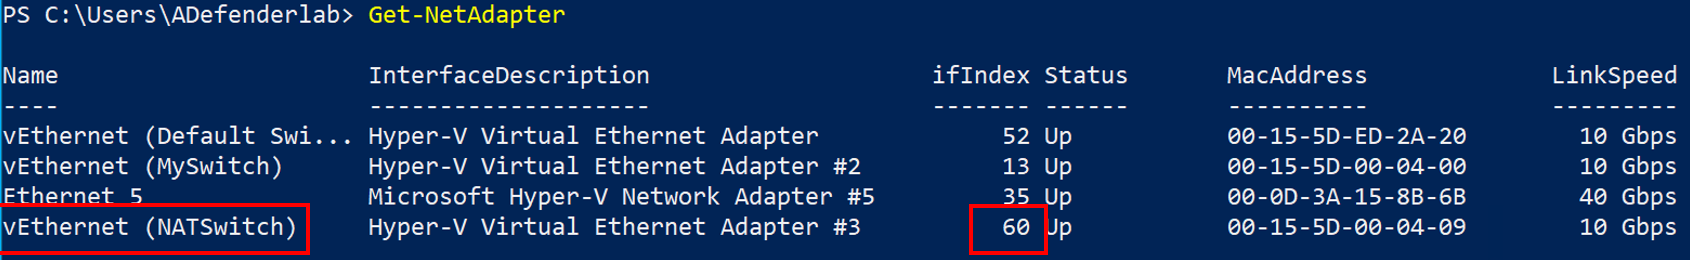 PS C:\Users\ADefenderlab> Get-NetAdapter
Name InterfaceDescription ifIndex Status MacAddress LinkSpeed
---- -------------------- ------- ------ ---------- ---------
vEthernet (Default Swi... Hyper-V Virtual Ethernet Adapter 52 Up 00-15-5D-ED-2A-20 10 Gbps
vEthernet (MySwitch) Hyper-V Virtual Ethernet Adapter #2 13 Up 00-15-5D-00-04-00 10 Gbps
Ethernet 5 Microsoft Hyper-V Network Adapter #5 35 Up 00-0D-3A-15-8B-6B 40 Gbps
vEthernet (NATSwitch) Hyper-V Virtual Ethernet Adapter #3 60 Up 00-15-5D-00-04-09 10 Gbps